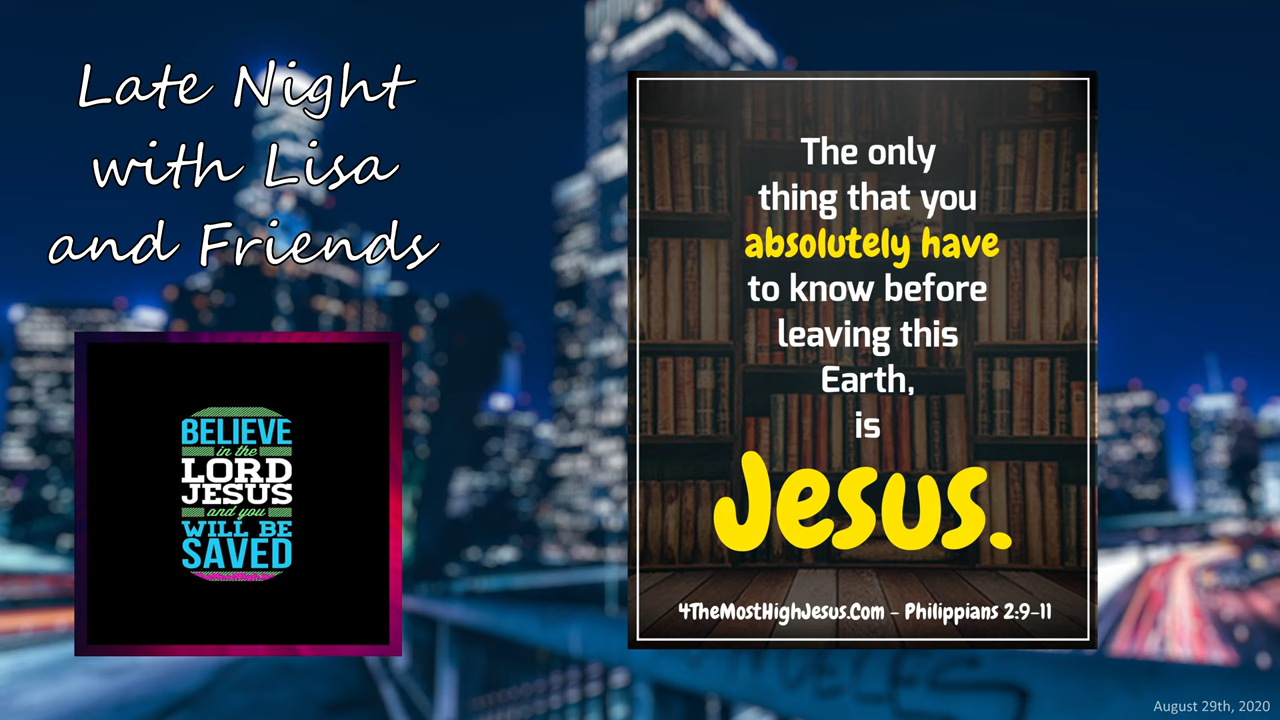 Late Night
with Lisa
and Friends
BELIEVE
in the
LORD
JESUS
and you
WILL BE
SAVED
The only
thing that you
absolutely have
to know before
leaving this
Earth,
is
Jesus.
4TheMostHighJesus.Com - Philippians 2:9-11
August 29th, 2020